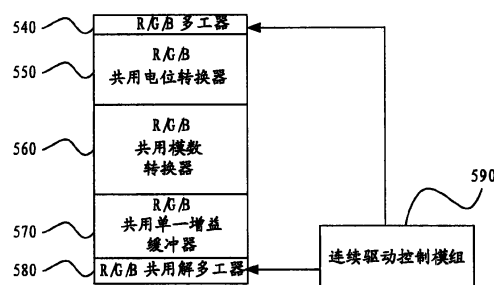 540
R/G/B 多工器
550
R/G/B
共用电位转换器
560
R/G/B
共用模数
转换器
590
570
R/G/B
共用单一增益
缓冲器
连续驱动控制模组
580
R/G/B 共用解多工器